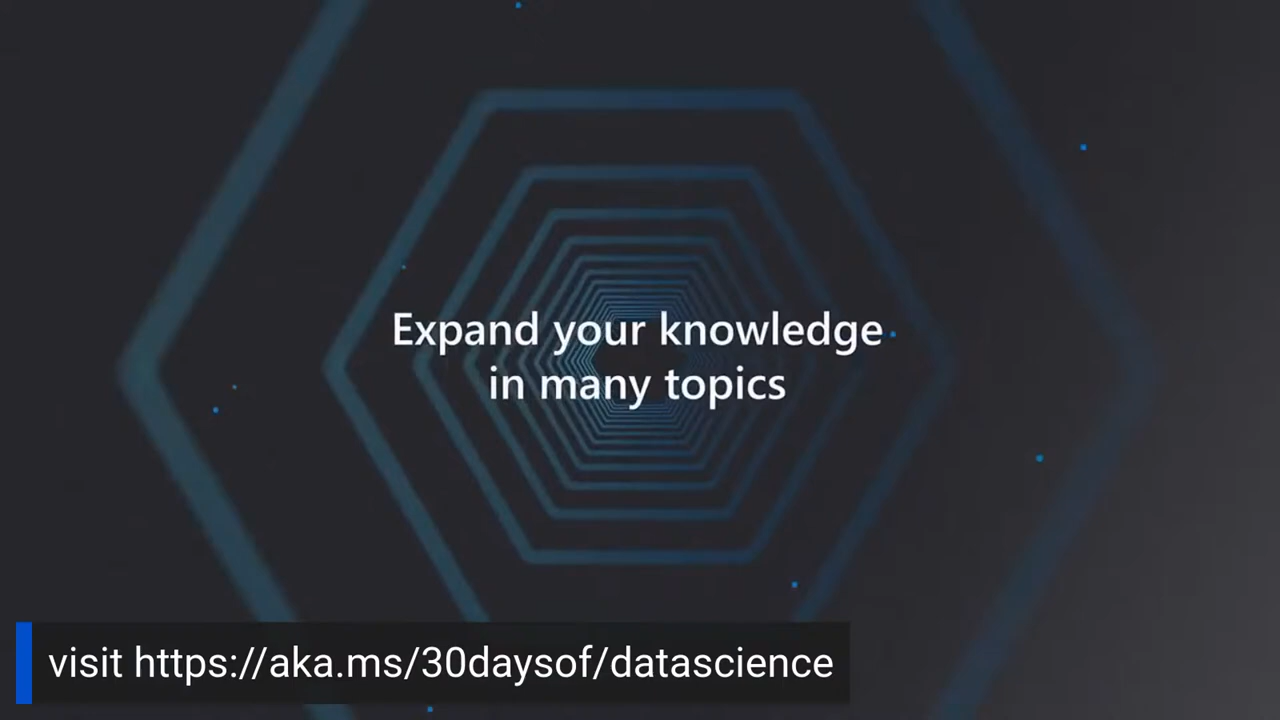 Expand your knowledge
in many topics
visit https://aka.ms/30daysof/datascience